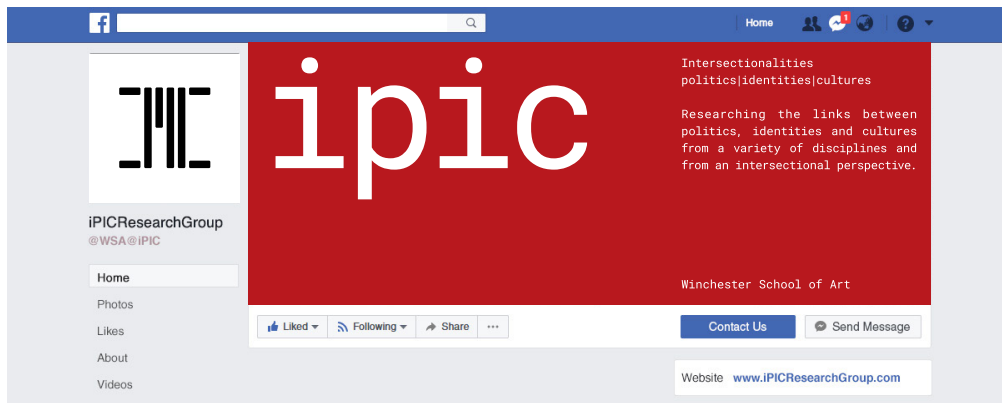 Home
1
ipic
Intersectionalities
politics|identities|cultures
Researching the links between
politics, identities and cultures
from a variety of disciplines and
from an intersectional perspective.
Winchester School of Art
iPICResearchGroup
@WSA@iPIC
Home
Photos
Likes
About
Videos
Liked
Following
Share
Contact Us
Send Message
Website www.iPICResearchGroup.com